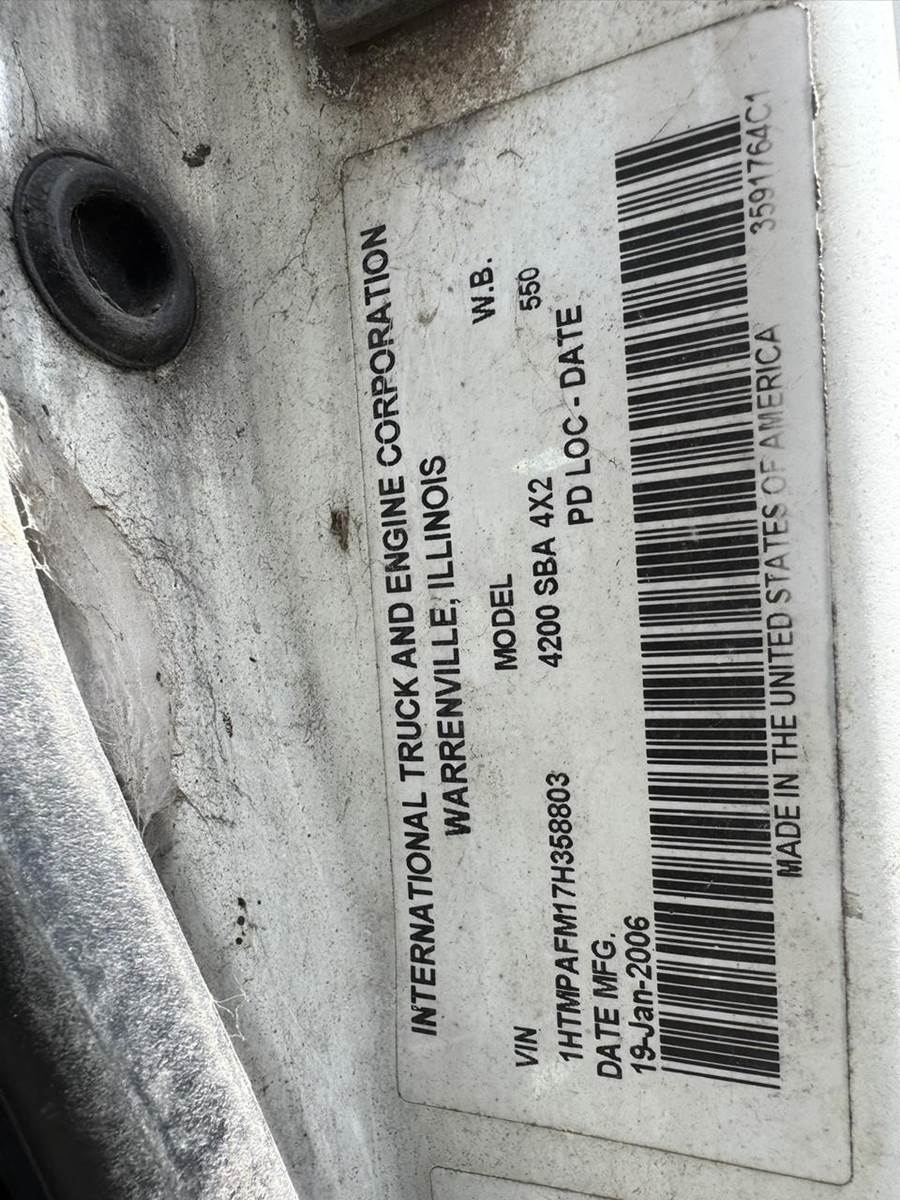 INTERNATIONAL TRUCK AND ENGINE CORPORATION
WARRENVILLE, ILLINOIS
VIN MODEL W.B.
1HTMPAFM17H358803 4200 SBA 4X2 550
DATE MFG. PD LOC - DATE
19-Jan-2006
MADE IN THE UNITED STATES OF AMERICA 3591764C1